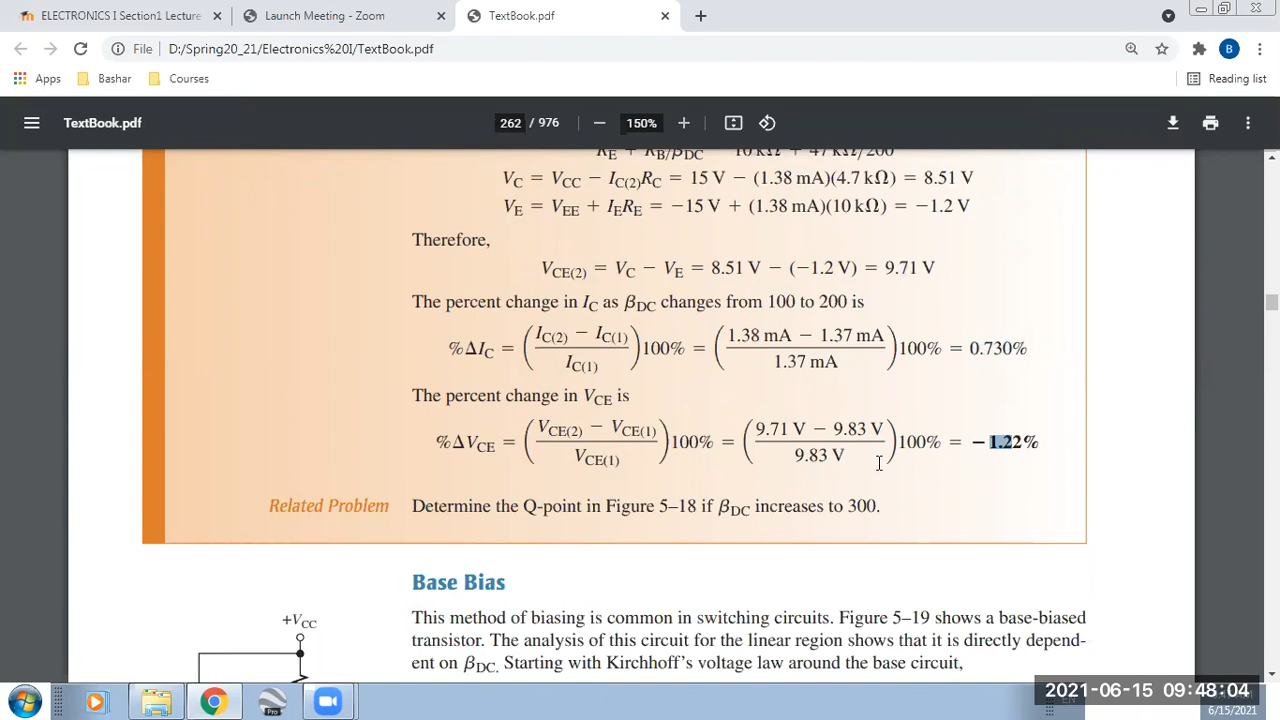 ELECTRONICS I Section1 Lecture
Launch Meeting - Zoom
TextBook.pdf
File
D:/Spring20_21/Electronics%20I/TextBook.pdf
B
Apps
Bashar
Courses
Reading list
TextBook.pdf
262 / 976
150%
R_E + R_B/β_DC 10 kΩ + 47 kΩ/200
V_C = V_CC − I_C(2)R_C = 15 V − (1.38 mA)(4.7 kΩ) = 8.51 V
V_E = V_EE + I_ER_E = −15 V + (1.38 mA)(10 kΩ) = −1.2 V
Therefore,
V_CE(2) = V_C − V_E = 8.51 V − (−1.2 V) = 9.71 V
The percent change in I_C as β_DC changes from 100 to 200 is
%ΔI_C = ((I_C(2) − I_C(1)) / I_C(1))100% = ((1.38 mA − 1.37 mA) / 1.37 mA)100% = 0.730%
The percent change in V_CE is
%ΔV_CE = ((V_CE(2) − V_CE(1)) / V_CE(1))100% = ((9.71 V − 9.83 V) / 9.83 V)100% = −1.22%
Related Problem Determine the Q-point in Figure 5–18 if β_DC increases to 300.
Base Bias
This method of biasing is common in switching circuits. Figure 5–19 shows a base-biased
transistor. The analysis of this circuit for the linear region shows that it is directly depend-
ent on β_DC. Starting with Kirchhoff's voltage law around the base circuit,
+V_CC
Pro
2021-06-15 09:48:04
6/15/2021